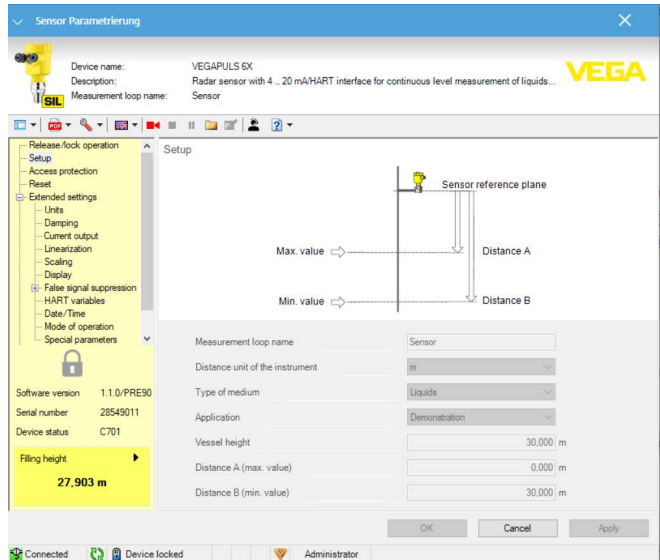 Sensor Parametrierung
Device name: VEGAPULS 6X
Description: Radar sensor with 4 .. 20 mA/HART interface for continuous level measurement of liquids...
Measurement loop name: Sensor
SIL
VEGA
PDF
Release/lock operation
Setup
Access protection
Reset
Extended settings
Units
Damping
Current output
Linearization
Scaling
Display
False signal suppression
HART variables
Date/Time
Mode of operation
Special parameters
Software version 1.1.0/PRE90
Serial number 28549011
Device status C701
Filling height
27,903 m
Setup
Sensor reference plane
Max. value
Distance A
Min. value
Distance B
Measurement loop name Sensor
Distance unit of the instrument m
Type of medium Liquids
Application Demonstration
Vessel height 30,000 m
Distance A (max. value) 0,000 m
Distance B (min. value) 30,000 m
OK Cancel Apply
Connected Device locked Administrator